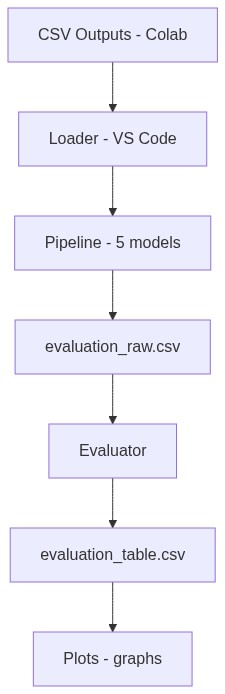 CSV Outputs - Colab
Loader - VS Code
Pipeline - 5 models
evaluation_raw.csv
Evaluator
evaluation_table.csv
Plots - graphs